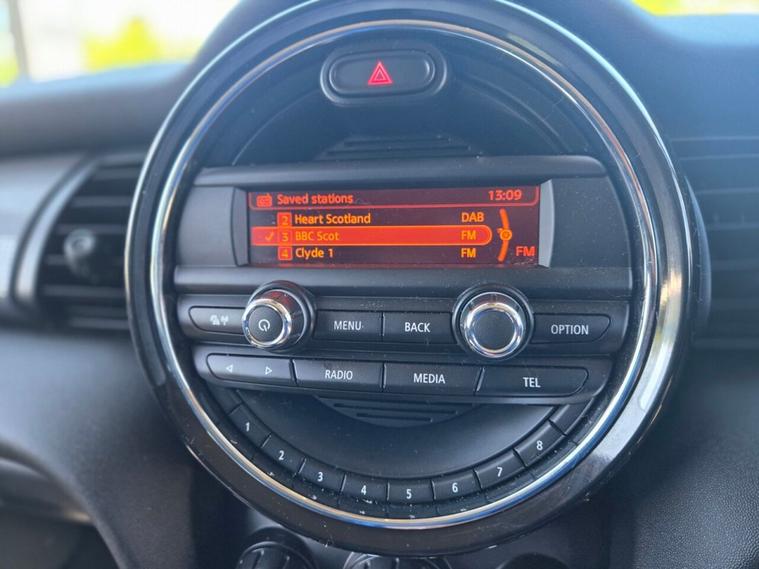 Saved stations 13:09
2 Heart Scotland DAB
3 BBC Scot FM
4 Clyde 1 FM
FM
MENU BACK OPTION
RADIO MEDIA TEL
1 2 3 4 5 6 7 8